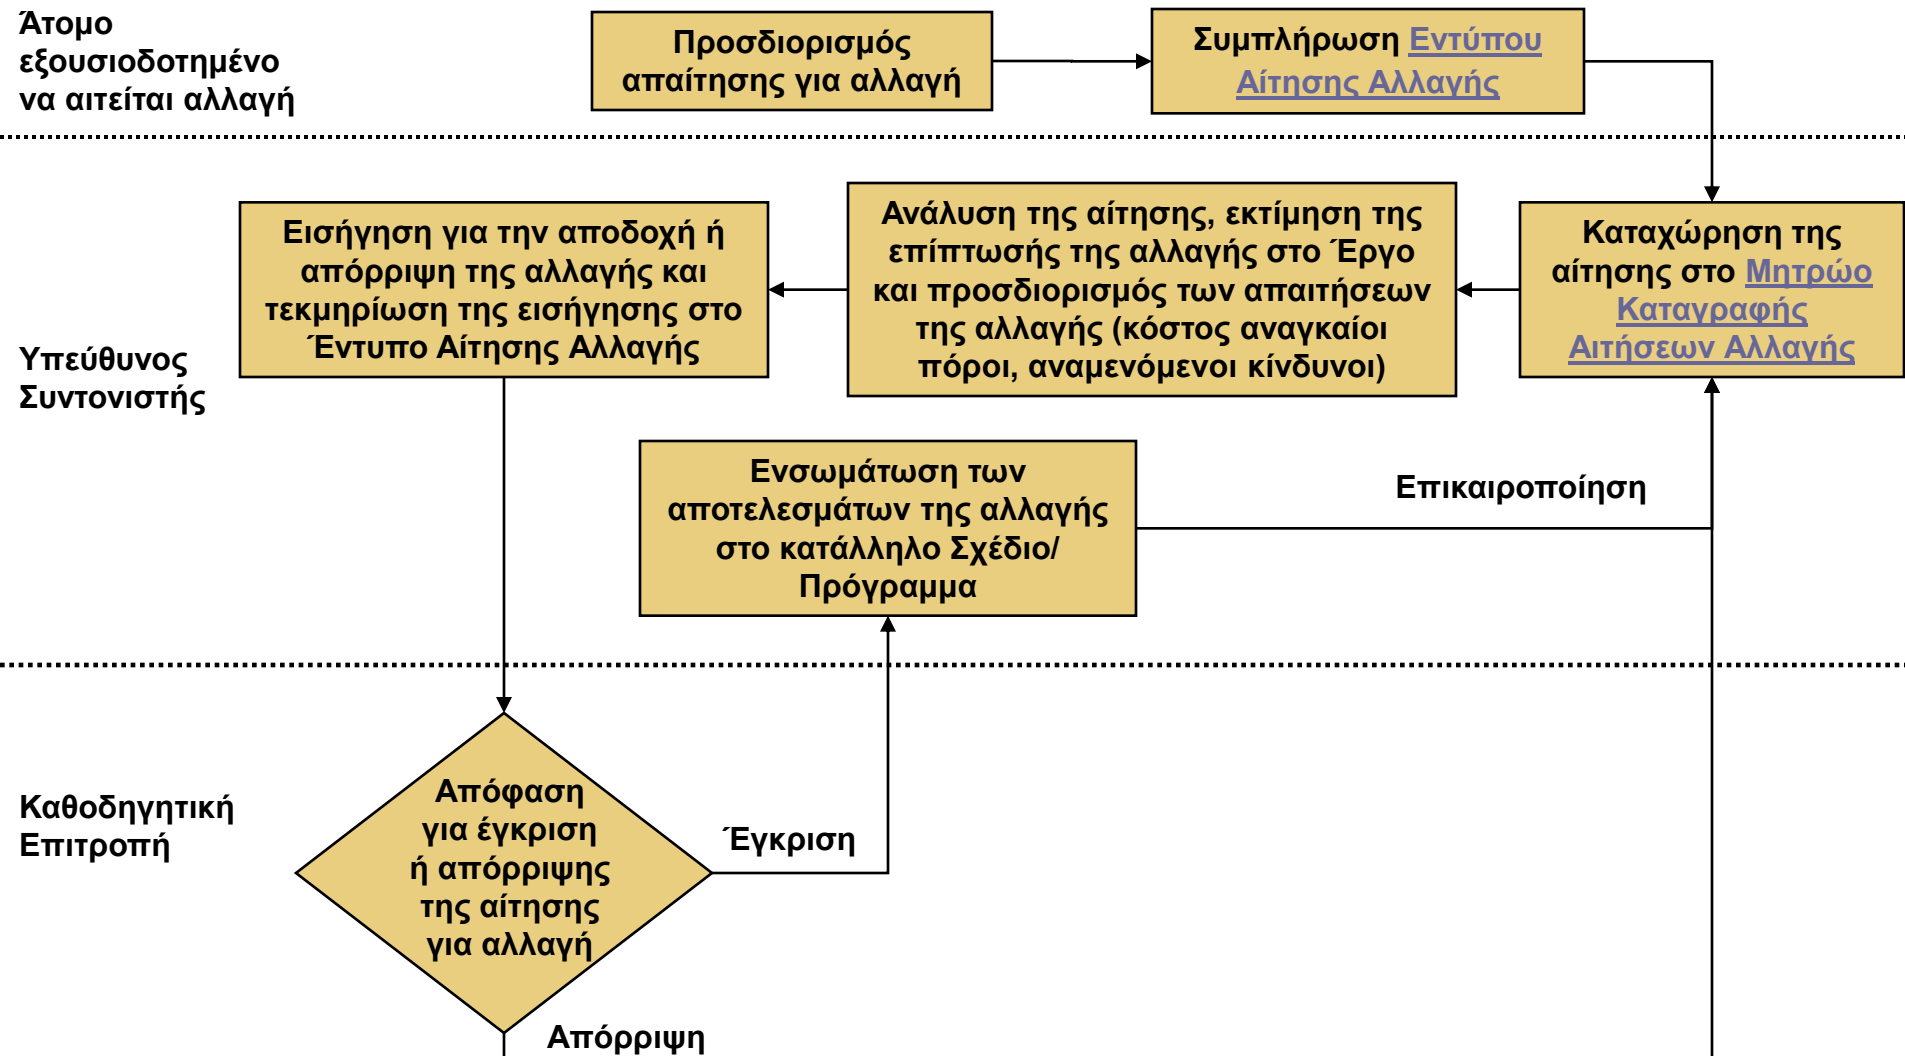 Άτομο
εξουσιοδοτημένο
να αιτείται αλλαγή
Προσδιορισμός
απαίτησης για αλλαγή
Συμπλήρωση Εντύπου
Αίτησης Αλλαγής
Υπεύθυνος
Συντονιστής
Εισήγηση για την αποδοχή ή
απόρριψη της αλλαγής και
τεκμηρίωση της εισήγησης στο
Έντυπο Αίτησης Αλλαγής
Ανάλυση της αίτησης, εκτίμηση της
επίπτωσής της αλλαγής στο Έργο
και προσδιορισμός των απαιτήσεων
της αλλαγής (κόστος αναγκαίοι
πόροι, αναμενόμενοι κίνδυνοι)
Καταχώρηση της
αίτησης στο Μητρώο
Καταγραφής
Αιτήσεων Αλλαγής
Ενσωμάτωση των
αποτελεσμάτων της αλλαγής
στο κατάλληλο Σχέδιο/
Πρόγραμμα
Επικαιροποίηση
Καθοδηγητική
Επιτροπή
Απόφαση
για έγκριση
ή απόρριψης
της αίτησης
για αλλαγή
Έγκριση
Απόρριψη